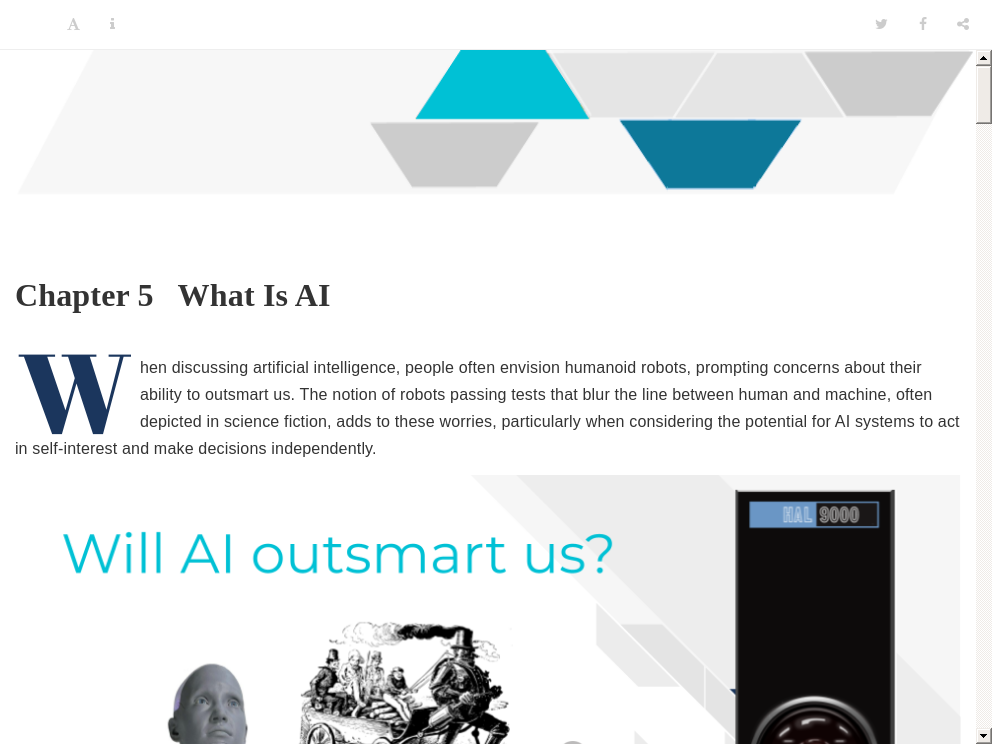 Chapter 5 What Is AI
When discussing artificial intelligence, people often envision humanoid robots, prompting concerns about their
ability to outsmart us. The notion of robots passing tests that blur the line between human and machine, often
depicted in science fiction, adds to these worries, particularly when considering the potential for AI systems to act
in self-interest and make decisions independently.
HAL 9000
Will AI outsmart us?